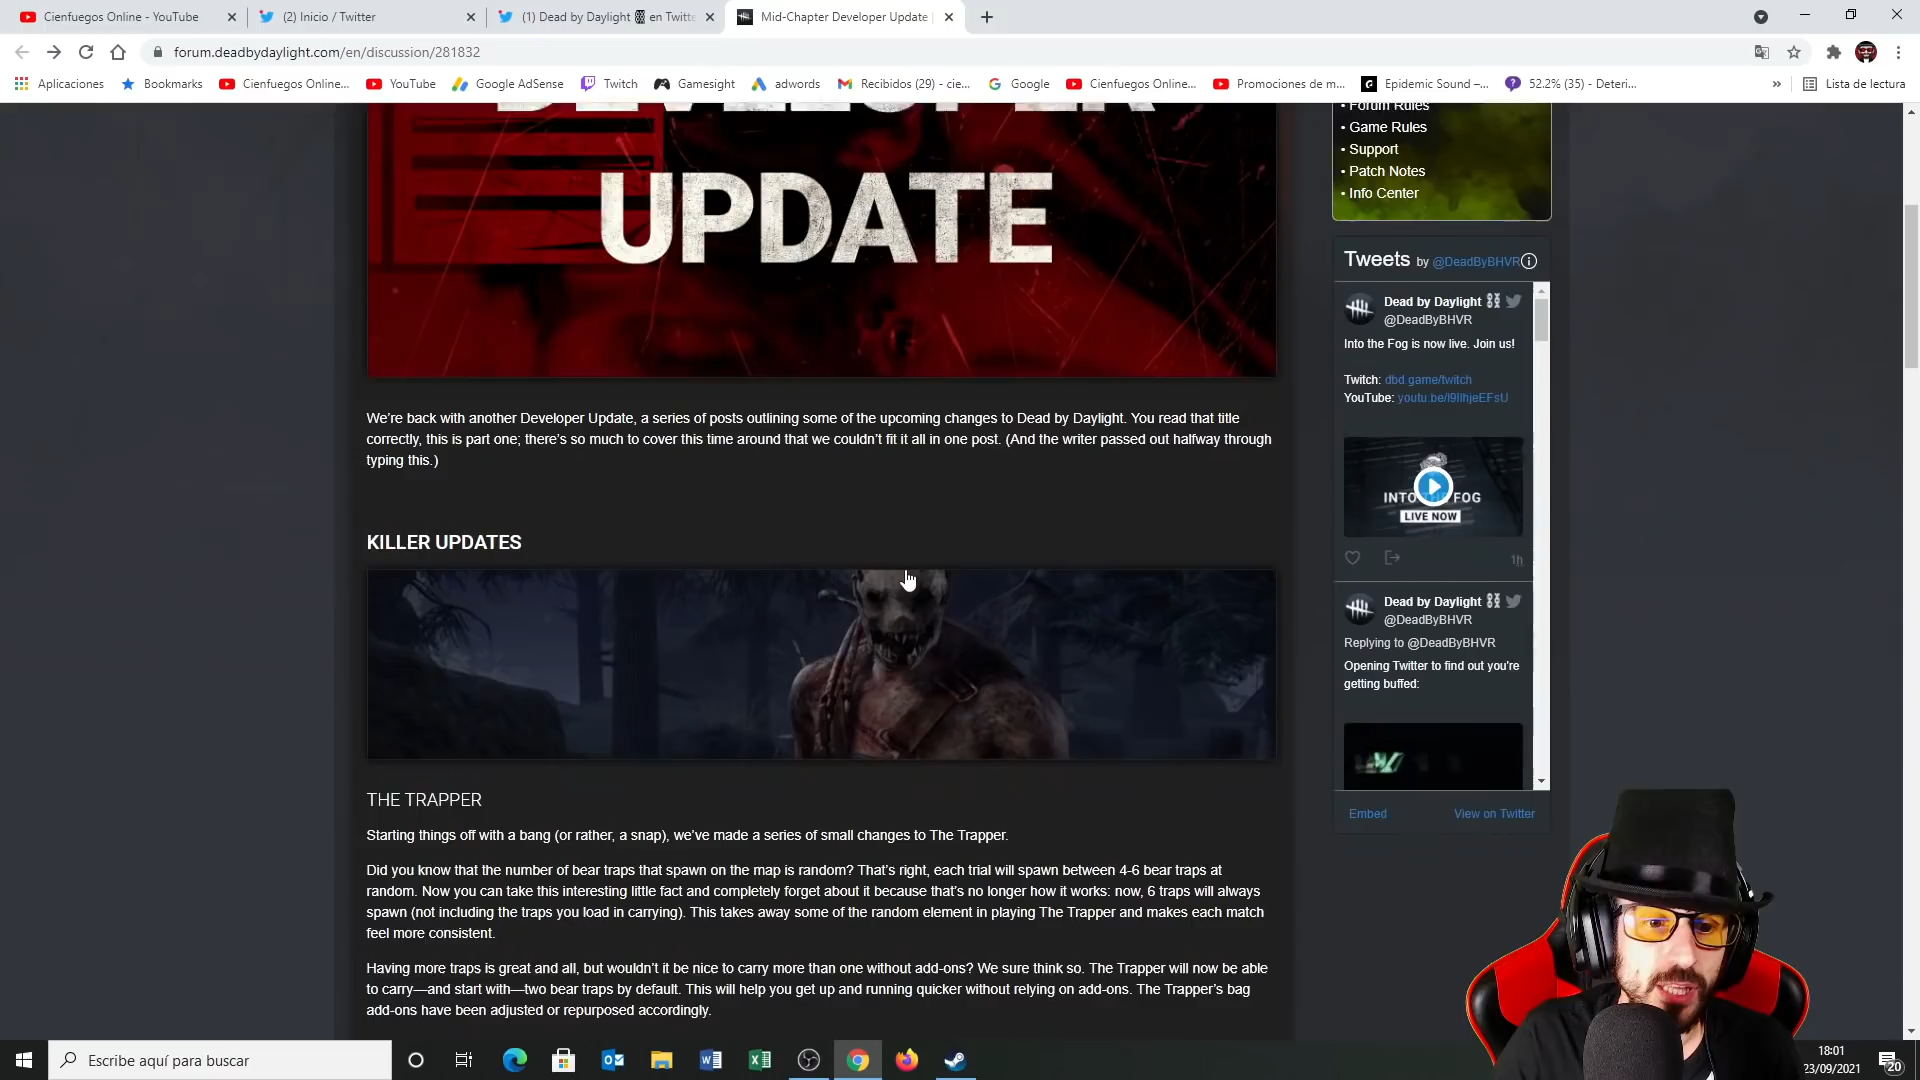 Cienfuegos Online - YouTube
(2) Inicio / Twitter
(1) Dead by Daylight en Twitte
Mid-Chapter Developer Update |
forum.deadbydaylight.com/en/discussion/281832
Aplicaciones
Bookmarks
Cienfuegos Online...
YouTube
Google AdSense
Twitch
Gamesight
adwords
Recibidos (29) - cie...
Google
Cienfuegos Online...
Promociones de m...
Epidemic Sound –...
52.2% (35) - Deteri...
»
Lista de lectura
DEVELOPER
UPDATE
We're back with another Developer Update, a series of posts outlining some of the upcoming changes to Dead by Daylight. You read that title
correctly, this is part one; there's so much to cover this time around that we couldn't fit it all in one post. (And the writer passed out halfway through
typing this.)
KILLER UPDATES
THE TRAPPER
Starting things off with a bang (or rather, a snap), we've made a series of small changes to The Trapper.
Did you know that the number of bear traps that spawn on the map is random? That's right, each trial will spawn between 4-6 bear traps at
random. Now you can take this interesting little fact and completely forget about it because that's no longer how it works: now, 6 traps will always
spawn (not including the traps you load in carrying). This takes away some of the random element in playing The Trapper and makes each match
feel more consistent.
Having more traps is great and all, but wouldn't it be nice to carry more than one without add-ons? We sure think so. The Trapper will now be able
to carry—and start with—two bear traps by default. This will help you get up and running quicker without relying on add-ons. The Trapper's bag
add-ons have been adjusted or repurposed accordingly.
• Forum Rules
• Game Rules
• Support
• Patch Notes
• Info Center
Tweets by @DeadByBHVR
Dead by Daylight
@DeadByBHVR
Into the Fog is now live. Join us!
Twitch: dbd.game/twitch
YouTube: youtu.be/I9IIhjeEFsU
INTO THE FOG
LIVE NOW
1h
Dead by Daylight
@DeadByBHVR
Replying to @DeadByBHVR
Opening Twitter to find out you're
getting buffed:
Embed
View on Twitter
Escribe aquí para buscar
18:01
23/09/2021
20